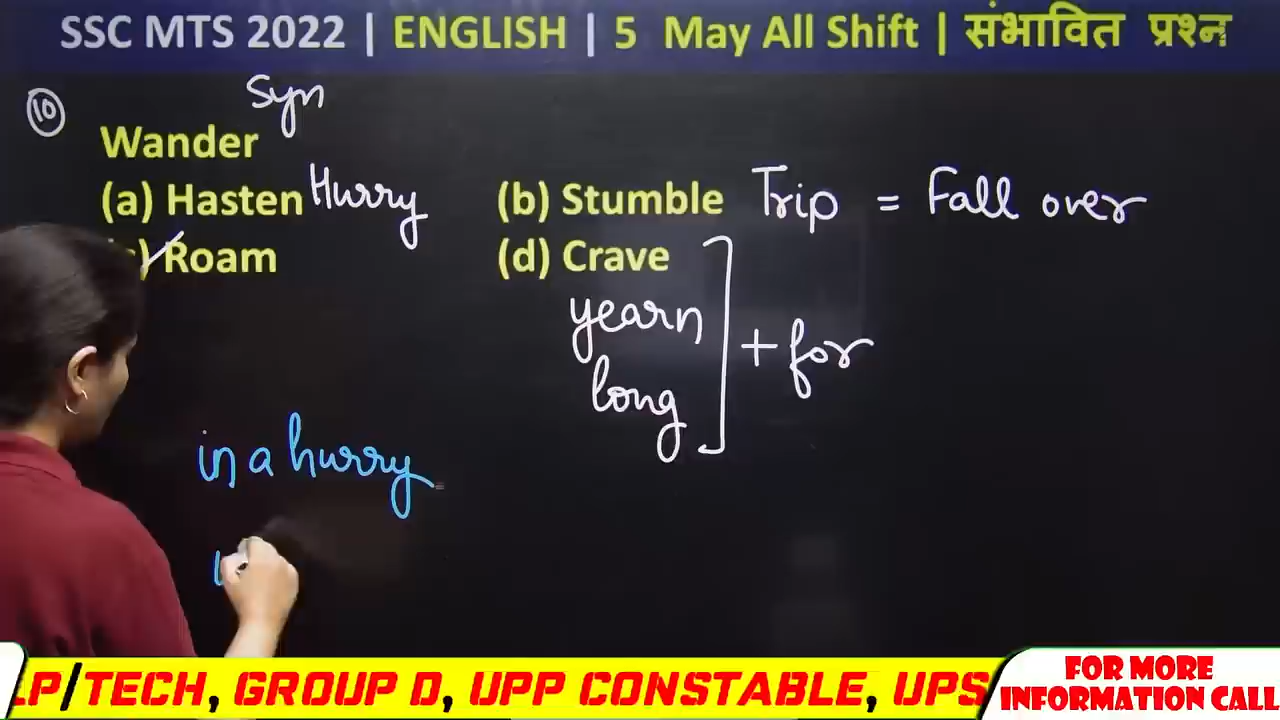 SSC MTS 2022 | ENGLISH | 5 May All Shift | संभावित प्रश्न
10
Syn
Wander
(a) Hasten Hurry
(b) Stumble Trip = Fall over
Roam
(d) Crave
yearn
long
+ for
in a hurry
P/TECH, GROUP D, UPP CONSTABLE, UPS
FOR MORE
INFORMATION CALL